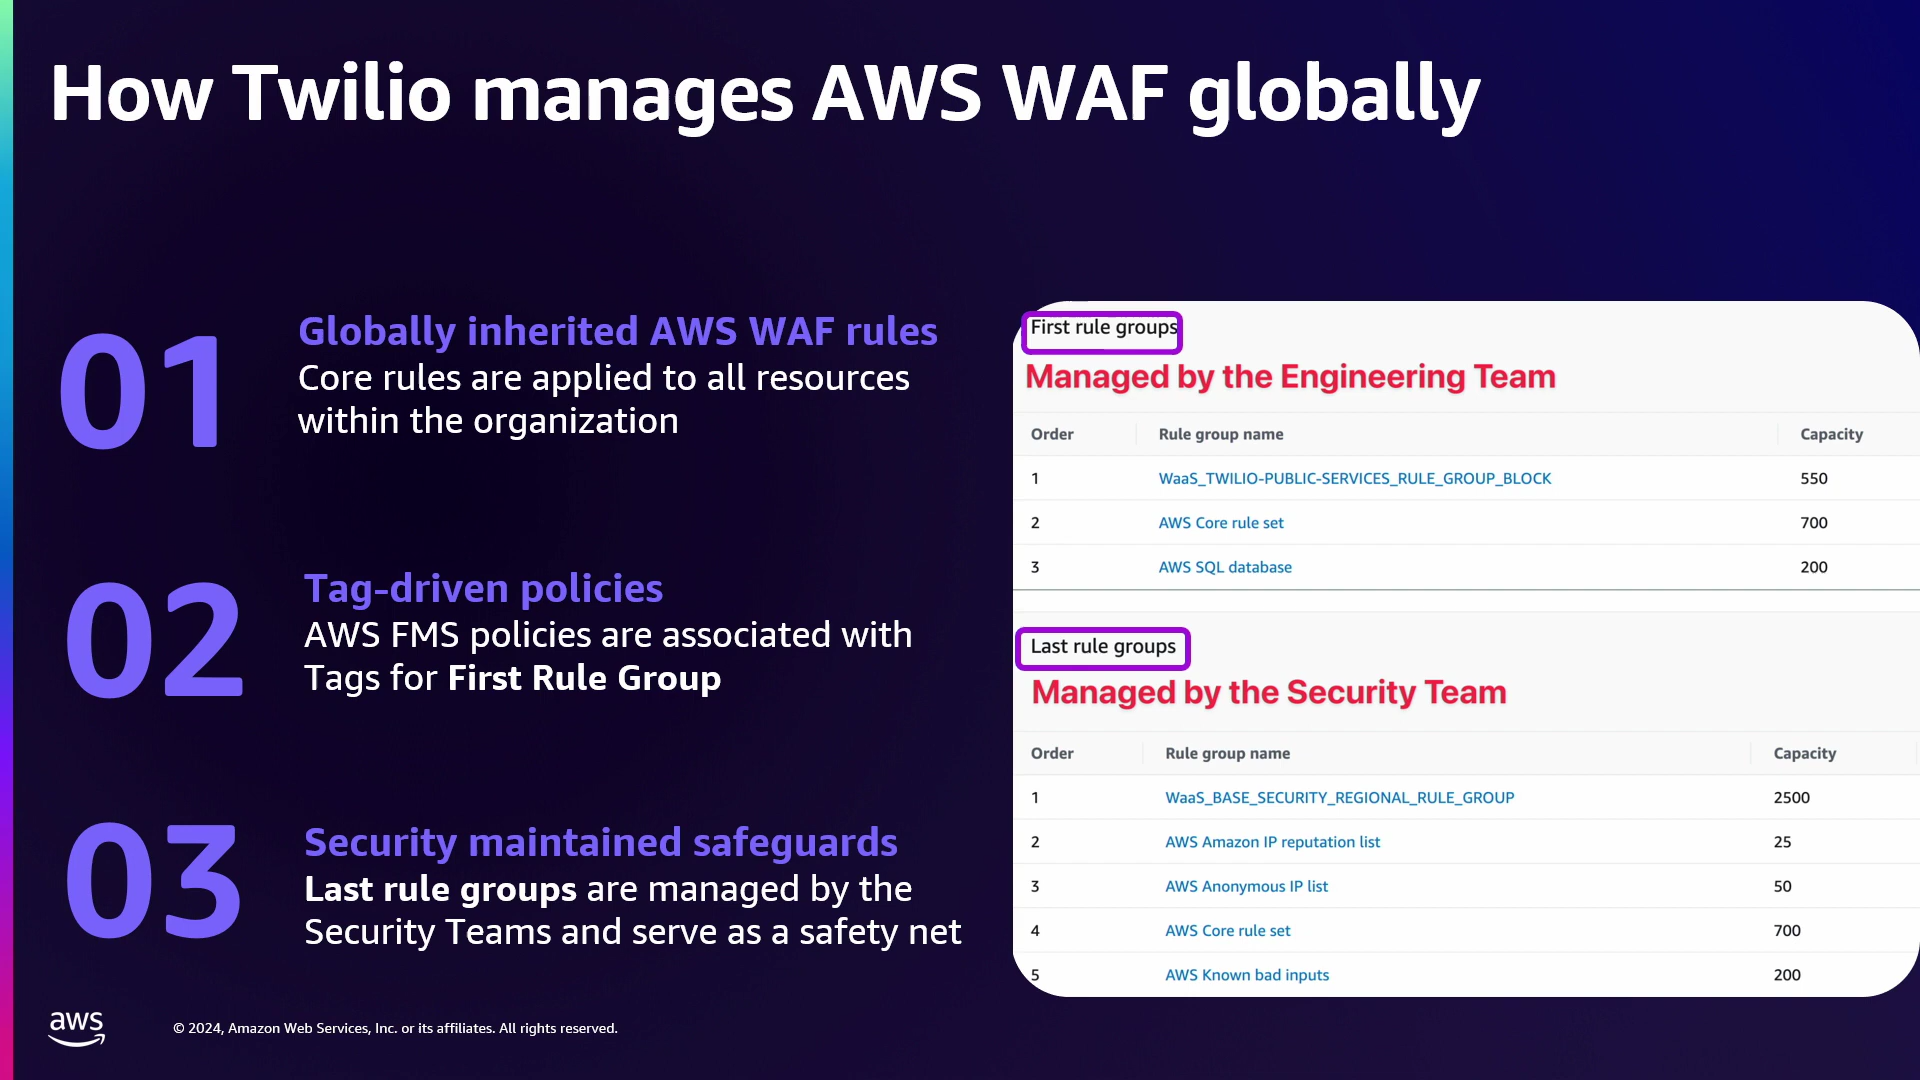 How Twilio manages AWS WAF globally
01
Globally inherited AWS WAF rules
Core rules are applied to all resources
within the organization
02
Tag-driven policies
AWS FMS policies are associated with
Tags for First Rule Group
03
Security maintained safeguards
Last rule groups are managed by the
Security Teams and serve as a safety net
First rule groups
Managed by the Engineering Team
Order Rule group name Capacity
1 WaaS_TWILIO-PUBLIC-SERVICES_RULE_GROUP_BLOCK 550
2 AWS Core rule set 700
3 AWS SQL database 200
Last rule groups
Managed by the Security Team
Order Rule group name Capacity
1 WaaS_BASE_SECURITY_REGIONAL_RULE_GROUP 2500
2 AWS Amazon IP reputation list 25
3 AWS Anonymous IP list 50
4 AWS Core rule set 700
5 AWS Known bad inputs 200
aws
© 2024, Amazon Web Services, Inc. or its affiliates. All rights reserved.